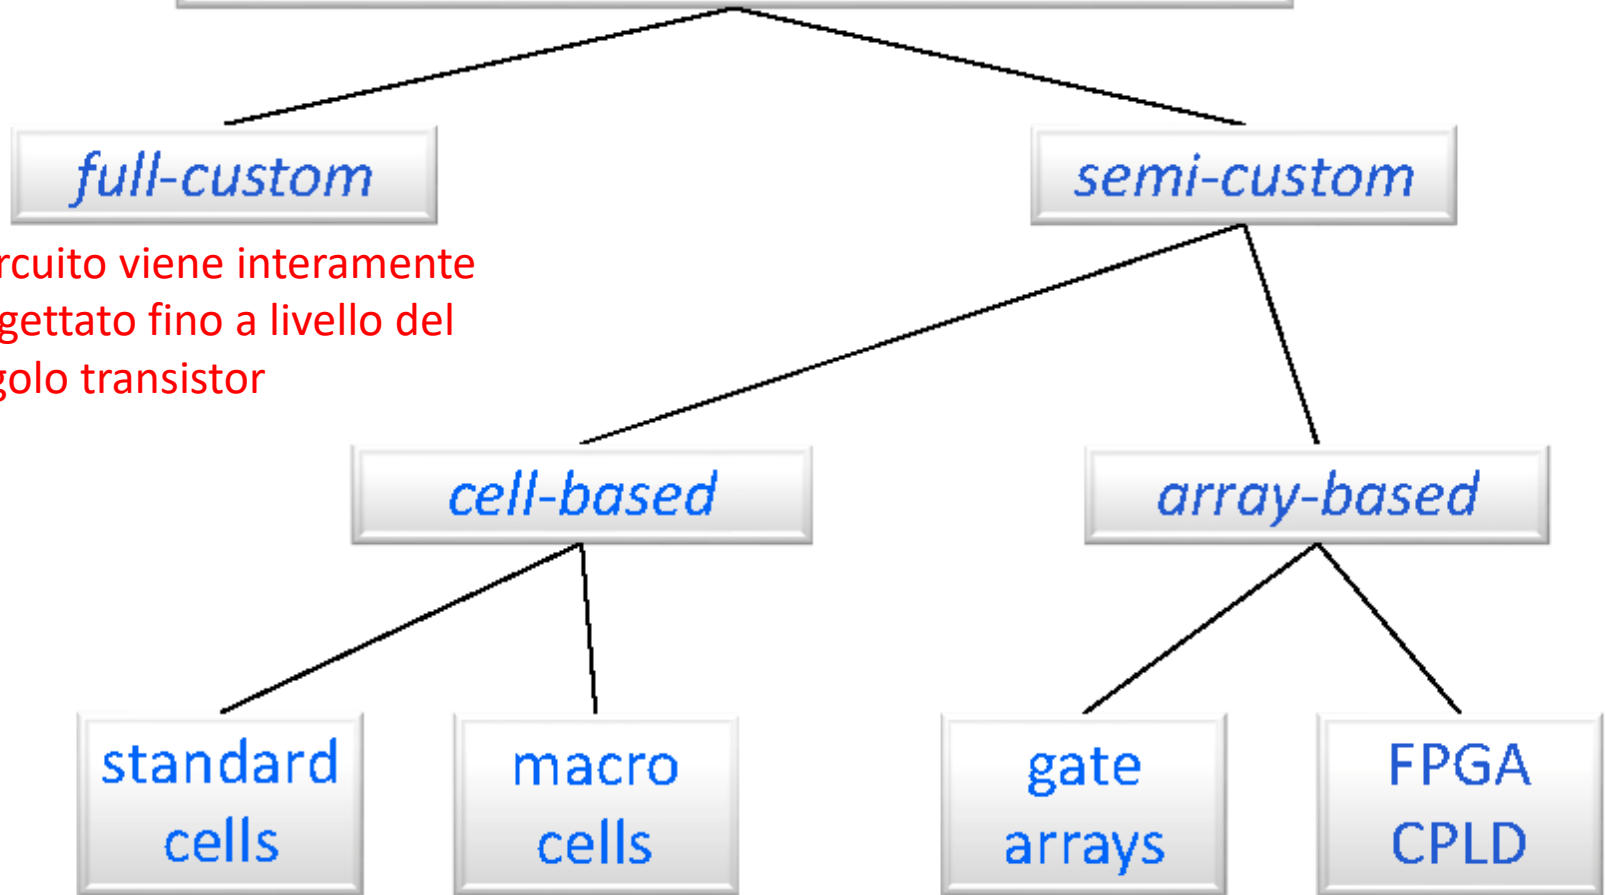 full-custom
semi-custom
rcuito viene interamente
gettato fino a livello del
golo transistor
cell-based
array-based
standard
cells
macro
cells
gate
arrays
FPGA
CPLD